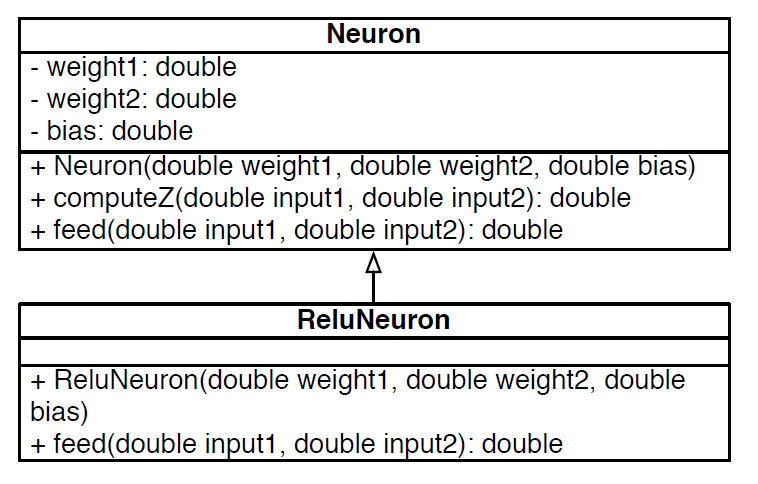 Neuron
- weight1: double
- weight2: double
- bias: double
+ Neuron(double weight1, double weight2, double bias)
+ computeZ(double input1, double input2): double
+ feed(double input1, double input2): double
ReluNeuron
+ ReluNeuron(double weight1, double weight2, double
bias)
+ feed(double input1, double input2): double